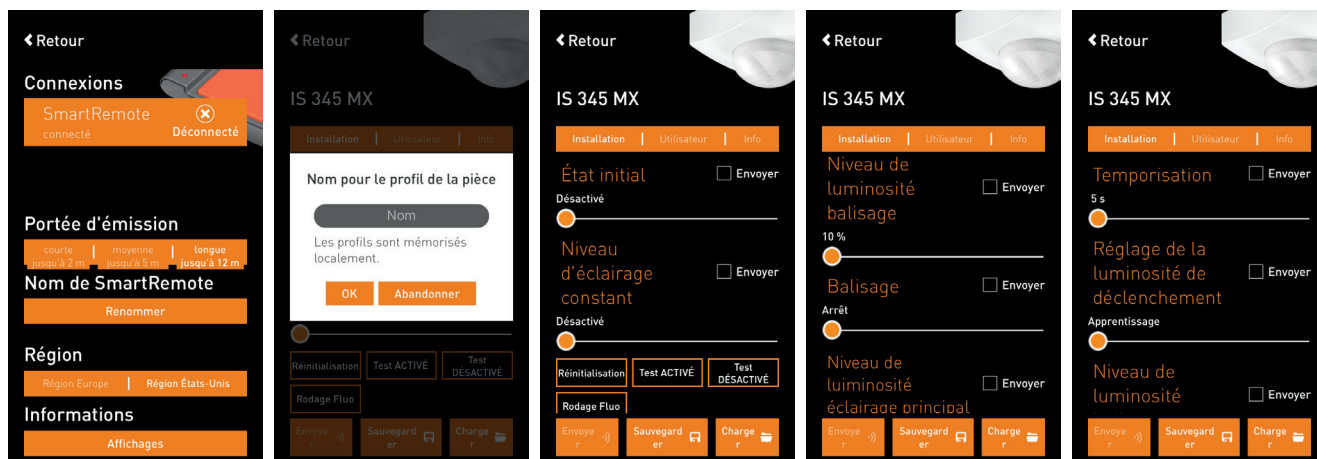 Retour
Connexions
SmartRemote
connecté
Déconnecté
Portée d'émission
courte
jusqu'à 2 m
moyenne
jusqu'à 5 m
longue
jusqu'à 12 m
Nom de SmartRemote
Renommer
Région
Région Europe
Région États-Unis
Informations
Affichages
Retour
IS 345 MX
Installation
Utilisateur
Info
Nom pour le profil de la pièce
Nom
Les profils sont mémorisés
localement.
OK
Abandonner
Réinitialisation
Test ACTIVÉ
Test
DÉSACTIVÉ
Rodage Fluo
Envoye
r
Sauvegard
er
Charge
r
Retour
IS 345 MX
Installation
Utilisateur
Info
État initial
Envoyer
Désactivé
Niveau
d'éclairage
constant
Envoyer
Désactivé
Réinitialisation
Test ACTIVÉ
Test
DÉSACTIVÉ
Rodage Fluo
Envoye
r
Sauvegard
er
Charge
r
Retour
IS 345 MX
Installation
Utilisateur
Info
Niveau de
luminosité
balisage
Envoyer
10 %
Balisage
Envoyer
Arrêt
Niveau de
luiminosité
éclairage principal
Envoyer
Envoye
r
Sauvegard
er
Charge
r
Retour
IS 345 MX
Installation
Utilisateur
Info
Temporisation
Envoyer
5 s
Réglage de la
luminosité de
déclenchement
Envoyer
Apprentissage
Niveau de
luminosité
Envoyer
Envoye
r
Sauvegard
er
Charge
r